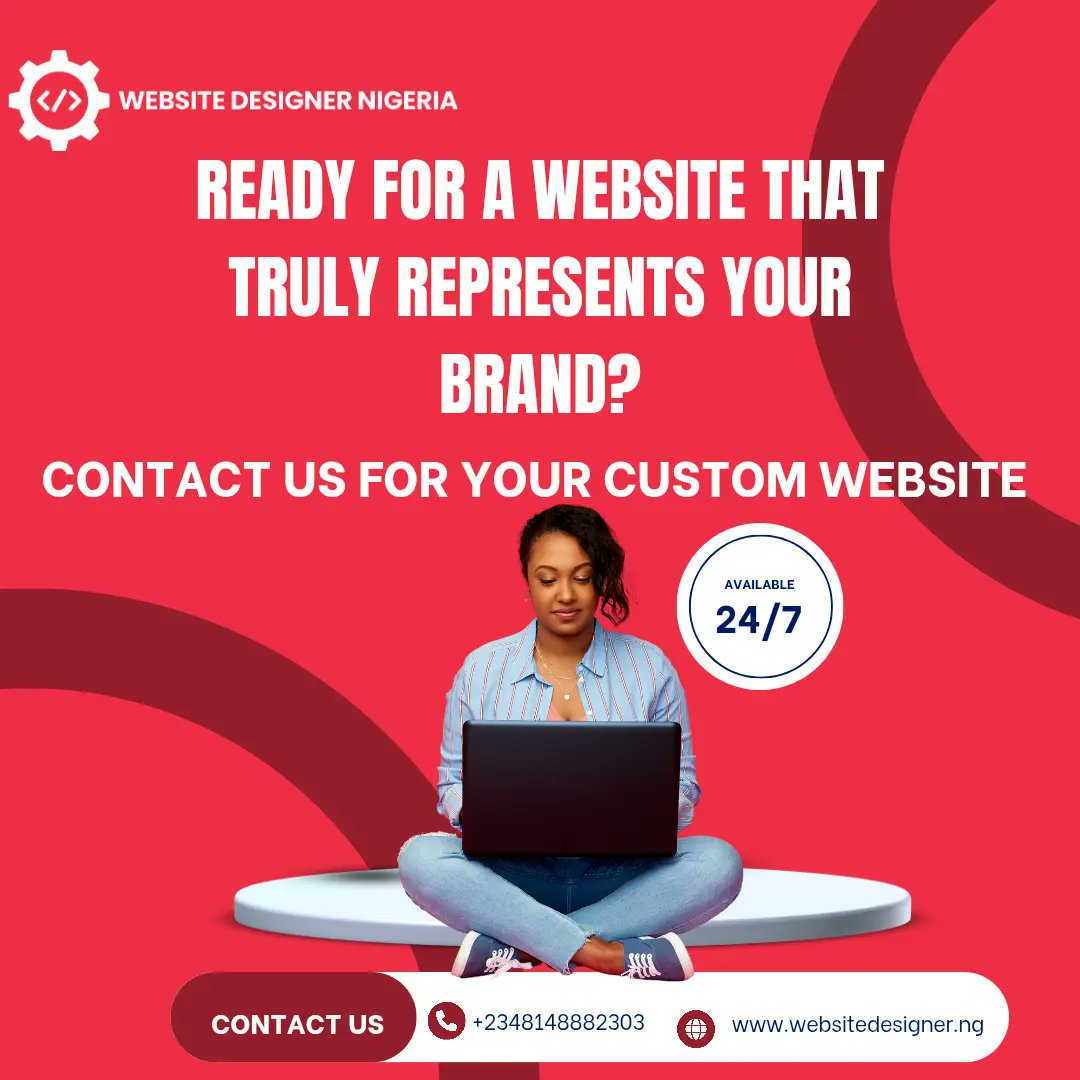 </> WEBSITE DESIGNER NIGERIA
READY FOR A WEBSITE THAT
TRULY REPRESENTS YOUR
BRAND?
CONTACT US FOR YOUR CUSTOM WEBSITE
AVAILABLE
24/7
CONTACT US
+2348148882303
www.websitedesigner.ng